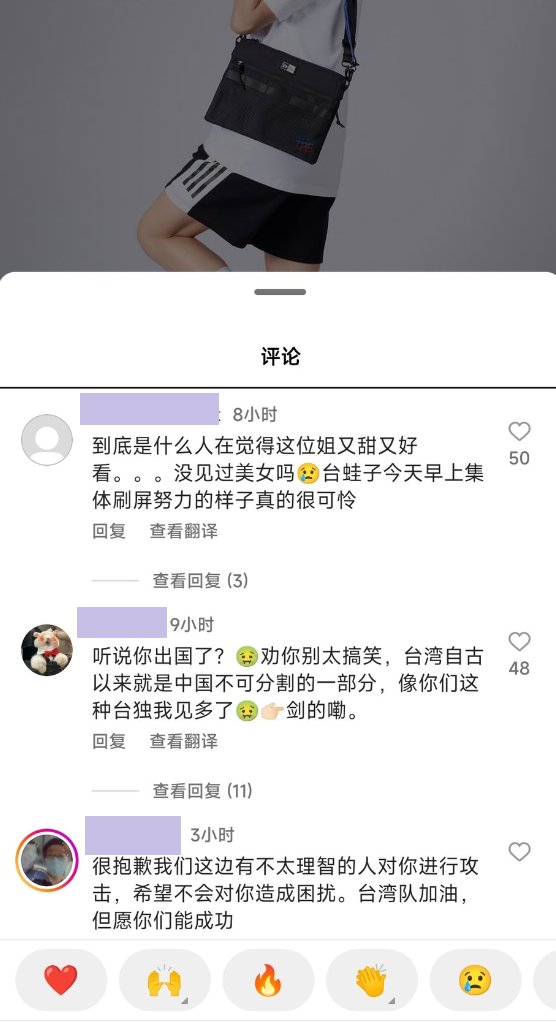 评论
8小时
到底是什么人在觉得这位姐又甜又好
看。。。没见过美女吗😢台蛙子今天早上集
体刷屏努力的样子真的很可怜
50
回复 查看翻译
查看回复 (3)
9小时
听说你出国了？🤢劝你别太搞笑，台湾自古
以来就是中国不可分割的一部分，像你们这
种台独我见多了🤢👉🏻剑的嘞。
48
回复 查看翻译
查看回复 (11)
3小时
很抱歉我们这边有不太理智的人对你进行攻
击，希望不会对你造成困扰。台湾队加油，
但愿你们能成功